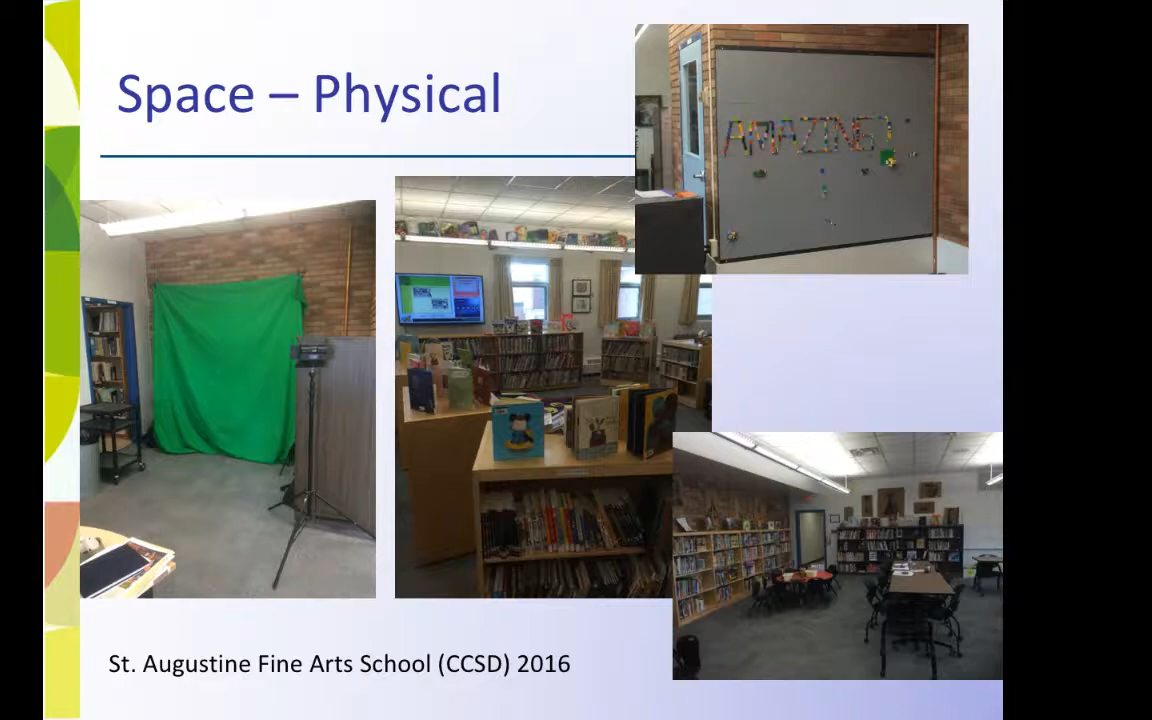 Space – Physical
AMAZING!
St. Augustine Fine Arts School (CCSD) 2016